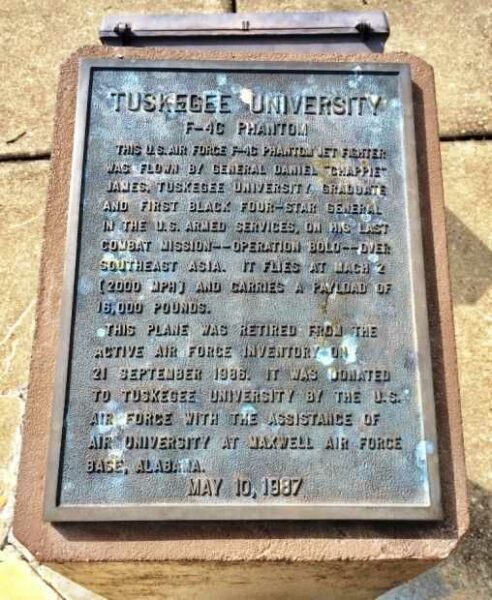 TUSKEGEE UNIVERSITY
F-4C PHANTOM
THIS U.S. AIR FORCE F-4C PHANTOM JET FIGHTER
WAS FLOWN BY GENERAL DANIEL "CHAPPIE"
JAMES, TUSKEGEE UNIVERSITY GRADUATE
AND FIRST BLACK FOUR-STAR GENERAL
IN THE U.S. ARMED SERVICES, ON HIS LAST
COMBAT MISSION--OPERATION BOLO--OVER
SOUTHEAST ASIA. IT FLIES AT MACH 2
(2000 MPH) AND CARRIES A PAYLOAD OF
16,000 POUNDS.
THIS PLANE WAS RETIRED FROM THE
ACTIVE AIR FORCE INVENTORY ON
21 SEPTEMBER 1986. IT WAS DONATED
TO TUSKEGEE UNIVERSITY BY THE U.S.
AIR FORCE WITH THE ASSISTANCE OF
AIR UNIVERSITY AT MAXWELL AIR FORCE
BASE, ALABAMA.
MAY 10, 1987